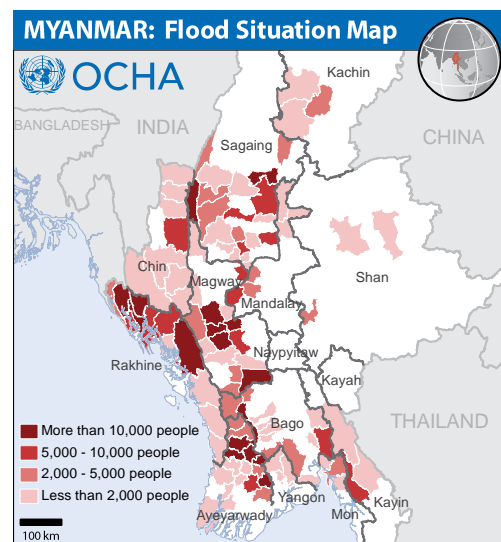 MYANMAR: Flood Situation Map
OCHA
Kachin
BANGLADESH
INDIA
CHINA
Sagaing
Chin
Magway
Shan
Mandalay
Naypyitaw
Rakhine
Kayah
THAILAND
Bago
More than 10,000 people
5,000 - 10,000 people
2,000 - 5,000 people
Less than 2,000 people
Yangon
Kayin
Ayeyarwady
Mon
100 km